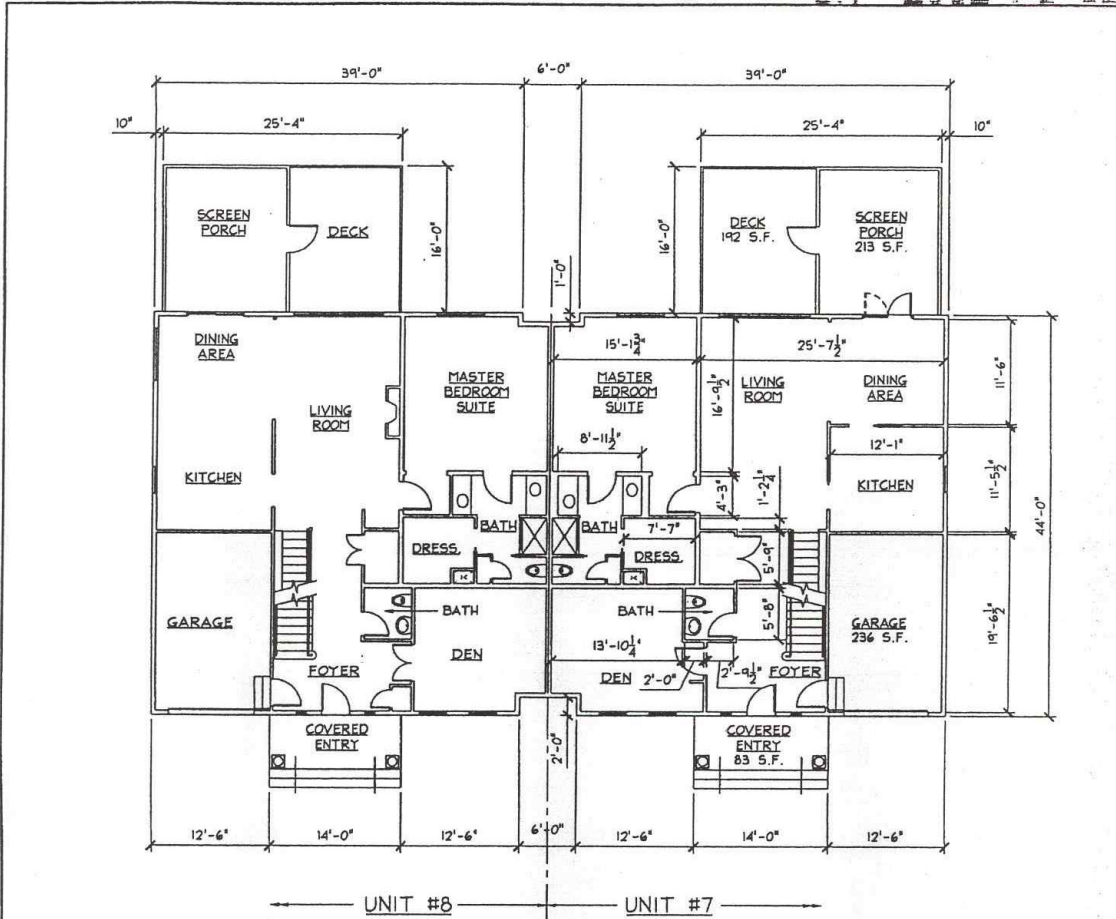 39'-0"
6'-0"
39'-0"
10"
25'-4"
25'-4"
10"
SCREEN
PORCH
DECK
16'-0"
1'-0"
16'-0"
DECK
192 S.F.
SCREEN
PORCH
213 S.F.
DINING
AREA
LIVING
ROOM
KITCHEN
MASTER
BEDROOM
SUITE
15'-1 3/4"
MASTER
BEDROOM
SUITE
8'-11 1/2"
16'-9 1/2"
25'-7 1/2"
LIVING
ROOM
DINING
AREA
11'-6"
12'-1"
KITCHEN
11'-5 1/2"
44'-0"
4'-3"
1'-2 1/4"
BATH
BATH
7'-7"
DRESS.
DRESS.
5'-9"
GARAGE
BATH
BATH
5'-8"
GARAGE
236 S.F.
19'-6 1/2"
FOYER
DEN
13'-10 1/4"
DEN
2'-0"
2'-9 1/2"
FOYER
COVERED
ENTRY
2'-0"
COVERED
ENTRY
83 S.F.
12'-6"
14'-0"
12'-6"
6'-0"
12'-6"
14'-0"
12'-6"
UNIT #8
UNIT #7